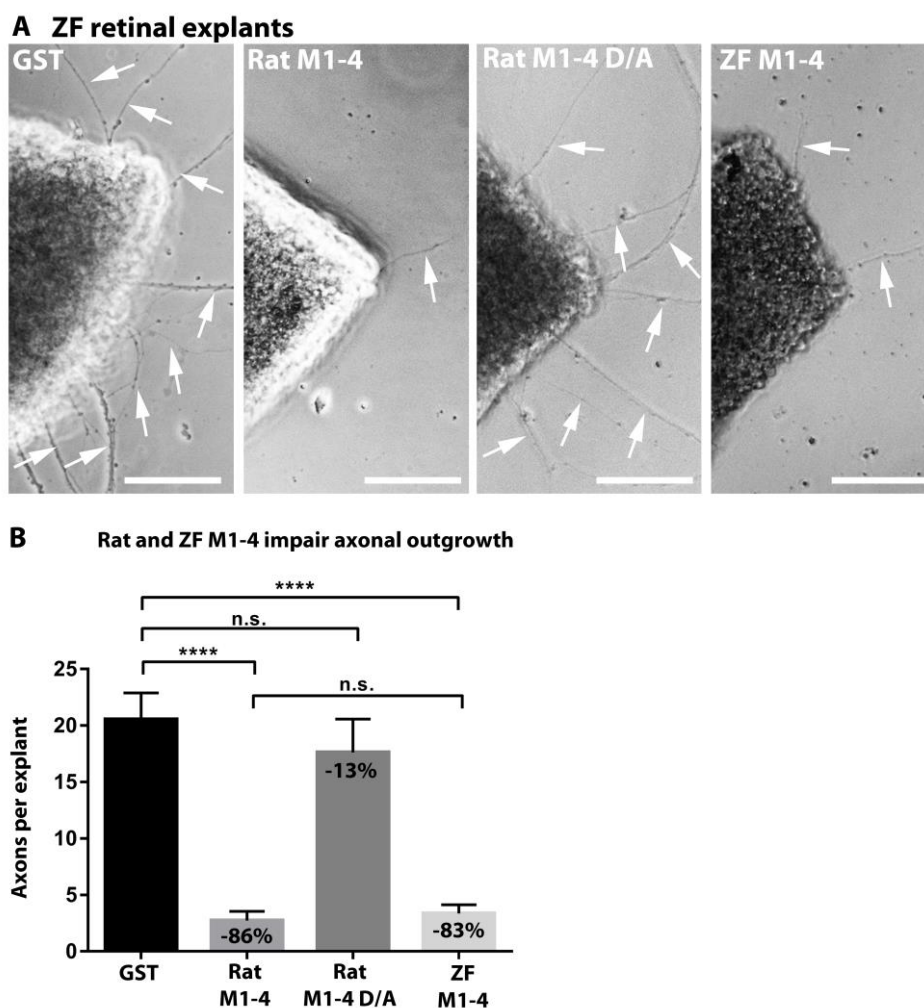 A ZF retinal explants
GST
Rat M1-4
Rat M1-4 D/A
ZF M1-4
B Rat and ZF M1-4 impair axonal outgrowth
****
n.s.
****
n.s.
Axons per explant
25
20
15
10
5
0
-86%
-13%
-83%
GST
Rat
M1-4
Rat
M1-4 D/A
ZF
M1-4